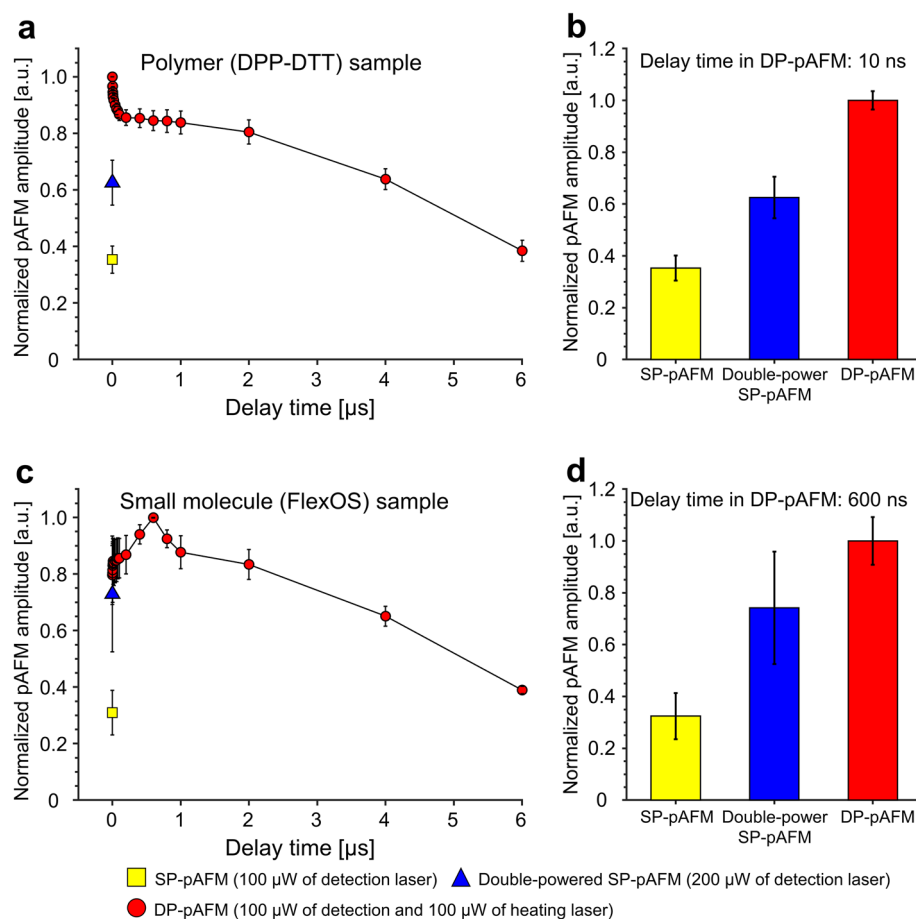 a
Polymer (DPP-DTT) sample
Normalized pAFM amplitude [a.u.]
1.0
0.8
0.6
0.4
0.2
0
0 1 2 3 4 5 6
Delay time [µs]
b
Delay time in DP-pAFM: 10 ns
Normalized pAFM amplitude [a.u.]
1.2
1.0
0.8
0.6
0.4
0.2
0
SP-pAFM
Double-power
SP-pAFM
DP-pAFM
c
Small molecule (FlexOS) sample
Normalized pAFM amplitude [a.u.]
1.0
0.8
0.6
0.4
0.2
0
0 1 2 3 4 5 6
Delay time [µs]
d
Delay time in DP-pAFM: 600 ns
Normalized pAFM amplitude [a.u.]
1.2
1.0
0.8
0.6
0.4
0.2
0
SP-pAFM
Double-power
SP-pAFM
DP-pAFM
SP-pAFM (100 µW of detection laser)
Double-powered SP-pAFM (200 µW of detection laser)
DP-pAFM (100 µW of detection and 100 µW of heating laser)